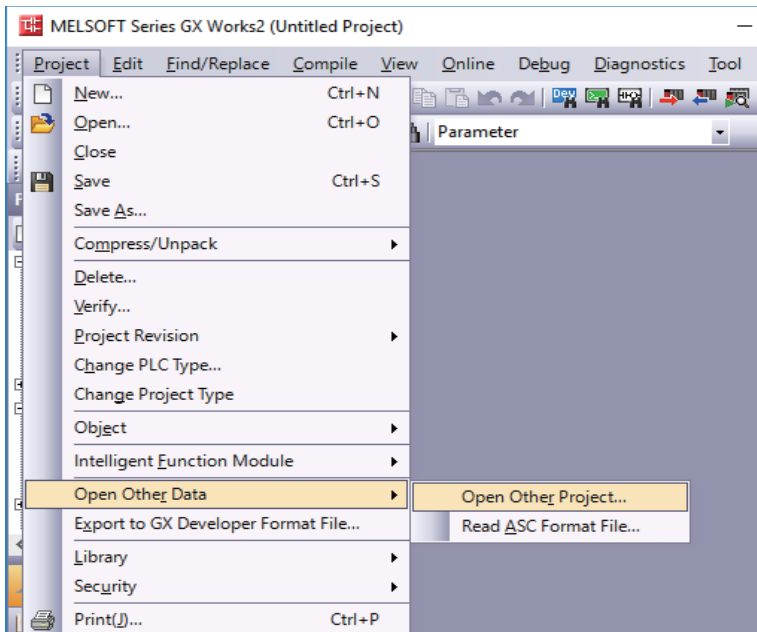 MELSOFT Series GX Works2 (Untitled Project)
Project Edit Find/Replace Compile View Online Debug Diagnostics Tool
New... Ctrl+N
Open... Ctrl+O
Parameter
Close
Save Ctrl+S
Save As...
Compress/Unpack
Delete...
Verify...
Project Revision
Change PLC Type...
Change Project Type
Object
Intelligent Function Module
Open Other Data
Open Other Project...
Export to GX Developer Format File...
Read ASC Format File...
Library
Security
Print(J)... Ctrl+P